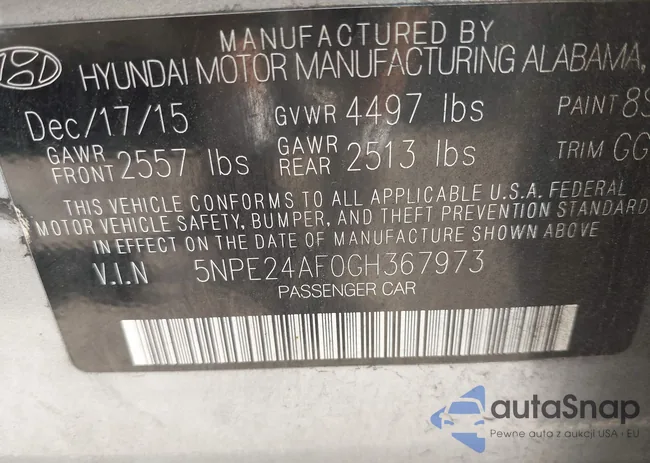 MANUFACTURED BY
HYUNDAI MOTOR MANUFACTURING ALABAMA,
Dec/17/15 GVWR 4497 lbs PAINT
GAWR FRONT 2557 lbs GAWR REAR 2513 lbs TRIM GG
THIS VEHICLE CONFORMS TO ALL APPLICABLE U.S.A. FEDERAL
MOTOR VEHICLE SAFETY, BUMPER, AND THEFT PREVENTION STANDARD
IN EFFECT ON THE DATE OF MANUFACTURE SHOWN ABOVE
V.I.N 5NPE24AF0GH367973
PASSENGER CAR
autaSnap
Pewne auta z aukcji USA - EU